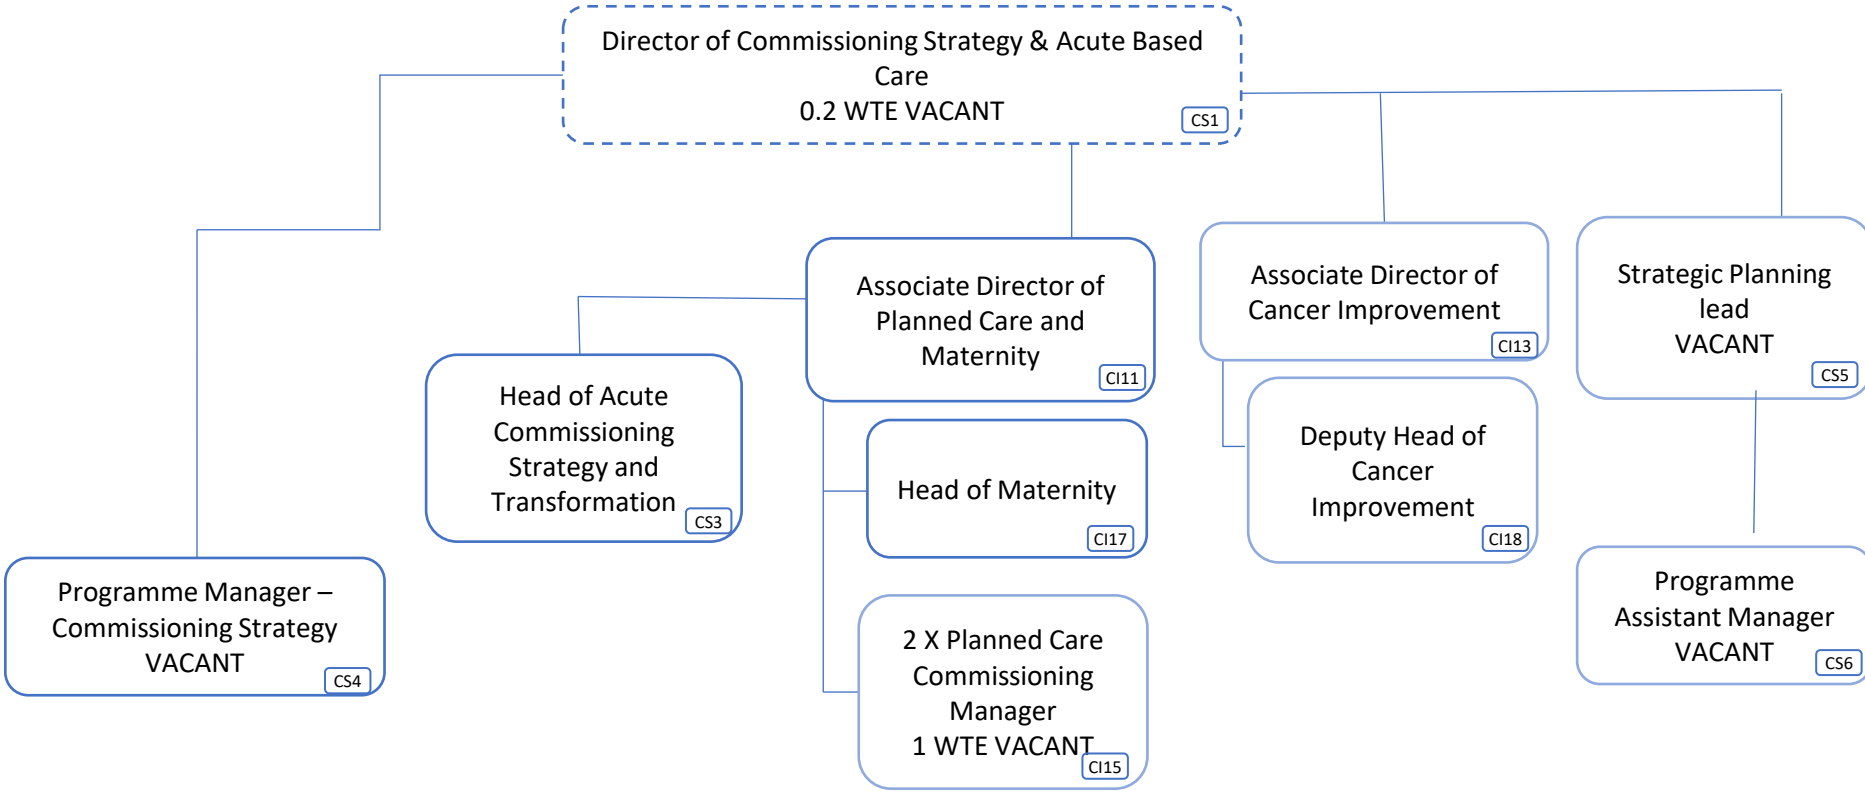 Director of Commissioning Strategy & Acute Based
Care
0.2 WTE VACANT
CS1
Associate Director of
Planned Care and
Maternity
CI11
Associate Director of
Cancer Improvement
CI13
Strategic Planning
lead
VACANT
CS5
Head of Acute
Commissioning
Strategy and
Transformation
CS3
Head of Maternity
CI17
Deputy Head of
Cancer
Improvement
CI18
Programme Manager –
Commissioning Strategy
VACANT
CS4
2 X Planned Care
Commissioning
Manager
1 WTE VACANT
CI15
Programme
Assistant Manager
VACANT
CS6